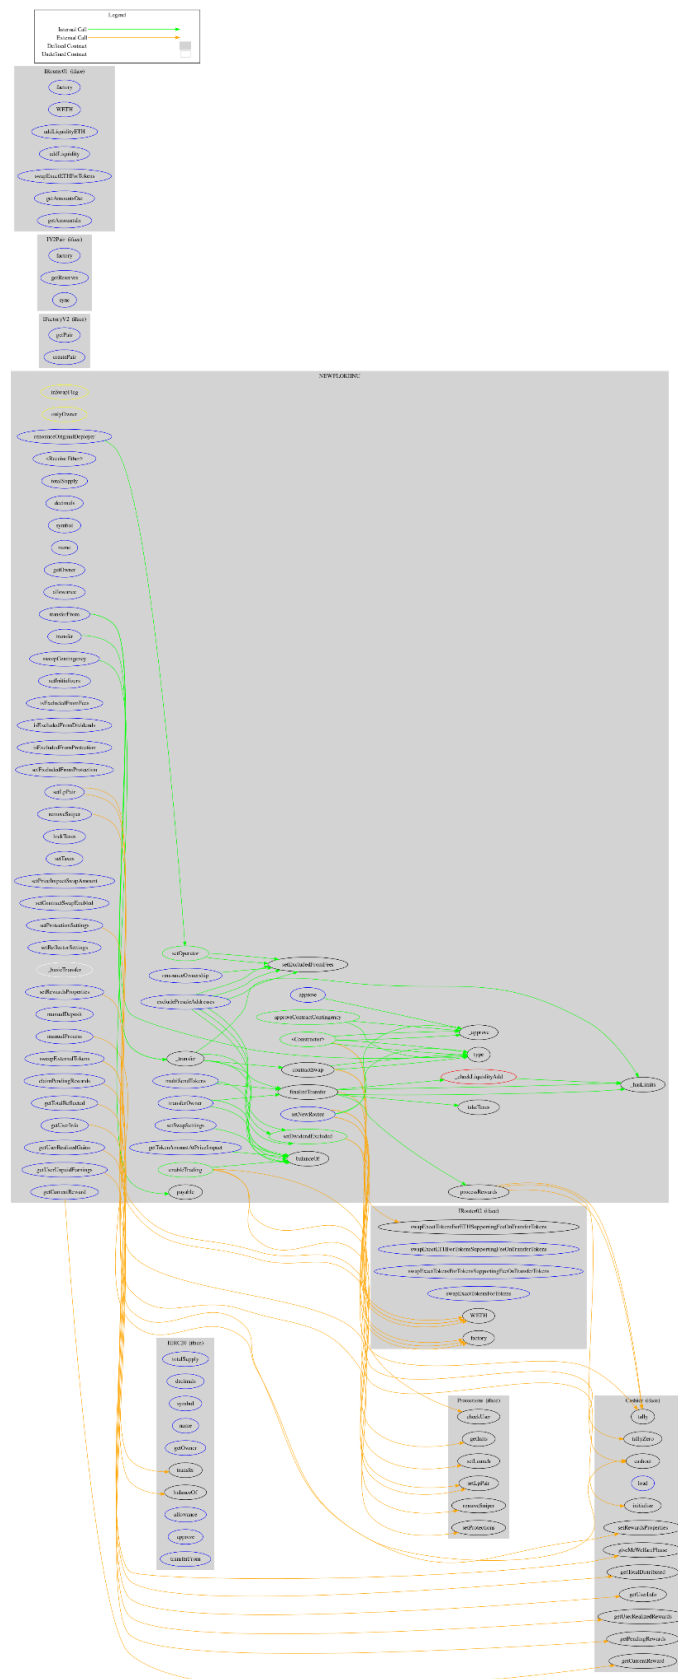 Legend
Internal Call
External Call
Defined Contract
Undefined Contract
IRouter01 (iface)
factory
WETH
addLiquidityETH
addLiquidity
swapExactETHForTokens
getAmountsOut
getAmountsIn
IV2Pair (iface)
factory
getReserves
sync
IFactoryV2 (iface)
getPair
createPair
NEWFLOKIINU
inSwapFlag
onlyOwner
renounceOriginalDeployer
<Receive Ether>
totalSupply
decimals
symbol
name
getOwner
allowance
transferFrom
transfer
sweepContingency
setInitializers
isExcludedFromFees
isExcludedFromDividends
isExcludedFromProtection
setExcludedFromProtection
setLpPair
removeSniper
lockTaxes
setTaxes
setPriceImpactSwapAmount
setContractSwapEnabled
setProtectionSettings
setReflectorSettings
_basicTransfer
setRewardsProperties
manualDeposit
manualProcess
sweepExternalTokens
claimPendingRewards
getTotalReflected
getUserInfo
getUserRealizedGains
getUserUnpaidEarnings
getCurrentReward
setOperator
renounceOwnership
excludePresaleAddresses
_transfer
multiSendTokens
transferOwner
setSwapSettings
getTokenAmountAtPriceImpact
enableTrading
payable
setExcludedFromFees
approve
approveContractContingency
<Constructor>
contractSwap
finalizeTransfer
setNewRouter
setDividendExcluded
balanceOf
_approve
type
_checkLiquidityAdd
takeTaxes
processRewards
_hasLimits
IRouter02 (iface)
swapExactTokensForETHSupportingFeeOnTransferTokens
swapExactETHForTokensSupportingFeeOnTransferTokens
swapExactTokensForTokensSupportingFeeOnTransferTokens
swapExactTokensForTokens
WETH
factory
IERC20 (iface)
totalSupply
decimals
symbol
name
getOwner
transfer
balanceOf
allowance
approve
transferFrom
Protections (iface)
checkUser
getInits
setLaunch
setLpPair
removeSniper
setProtections
Cashier (iface)
tally
tallyZero
cashout
load
initialize
setRewardsProperties
giveMeWelfarePlease
getTotalDistributed
getUserInfo
getUserRealizedRewards
getPendingRewards
getCurrentReward